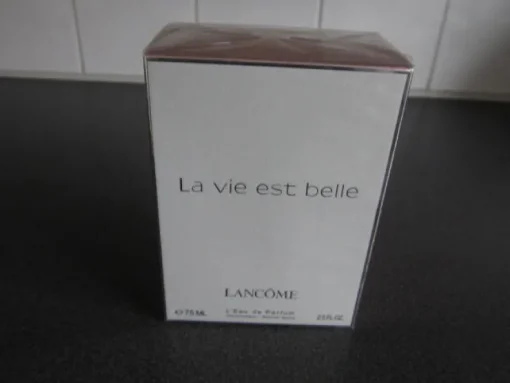 La vie est belle
LANCÔME
℮ 75 ML L'Eau de Parfum 2.5 FL.OZ.